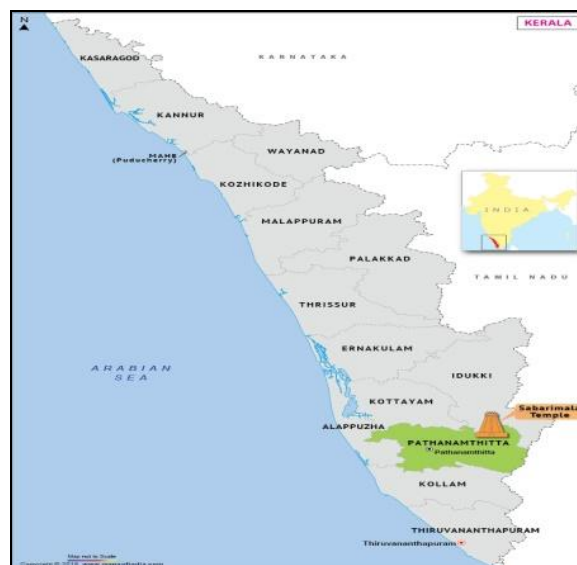 N
KERALA
KASARAGOD
KARNATAKA
KANNUR
MAHE
(Puducherry)
WAYANAD
KOZHIKODE
MALAPPURAM
INDIA
PALAKKAD
TAMIL NADU
THRISSUR
ERNAKULAM
ARABIAN
SEA
IDUKKI
KOTTAYAM
Sabarimala
Temple
ALAPPUZHA
PATHANAMTHITTA
Pathanamthitta
KOLLAM
THIRUVANANTHAPURAM
Thiruvananthapuram
Map not to Scale